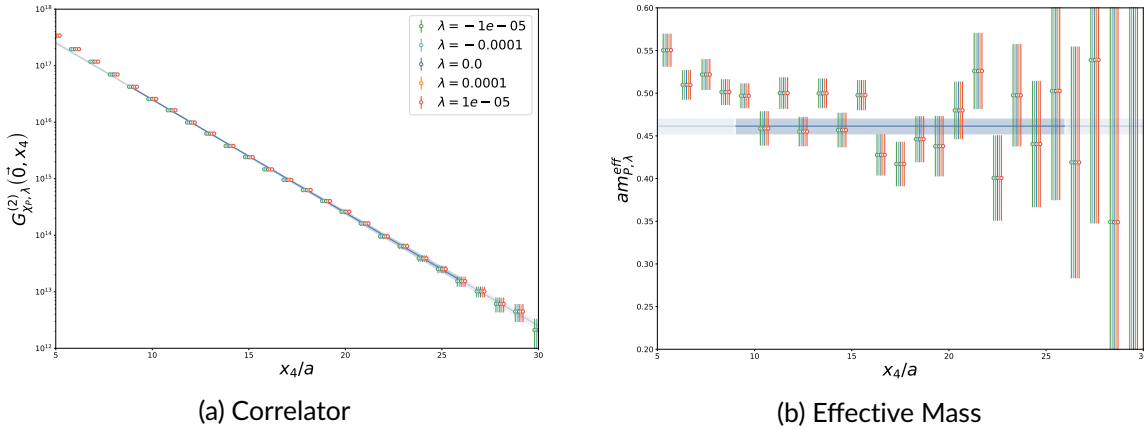 10^18
10^17
10^16
10^15
10^14
10^13
10^12
G^{(2)}_{χ_P,λ}(0⃗, x_4)
λ = −1e−05
λ = −0.0001
λ = 0.0
λ = 0.0001
λ = 1e−05
5 10 15 20 25 30
x_4/a
(a) Correlator
0.60
0.55
0.50
0.45
0.40
0.35
0.30
0.25
0.20
am^{eff}_{P,λ}
5 10 15 20 25 30
x_4/a
(b) Effective Mass